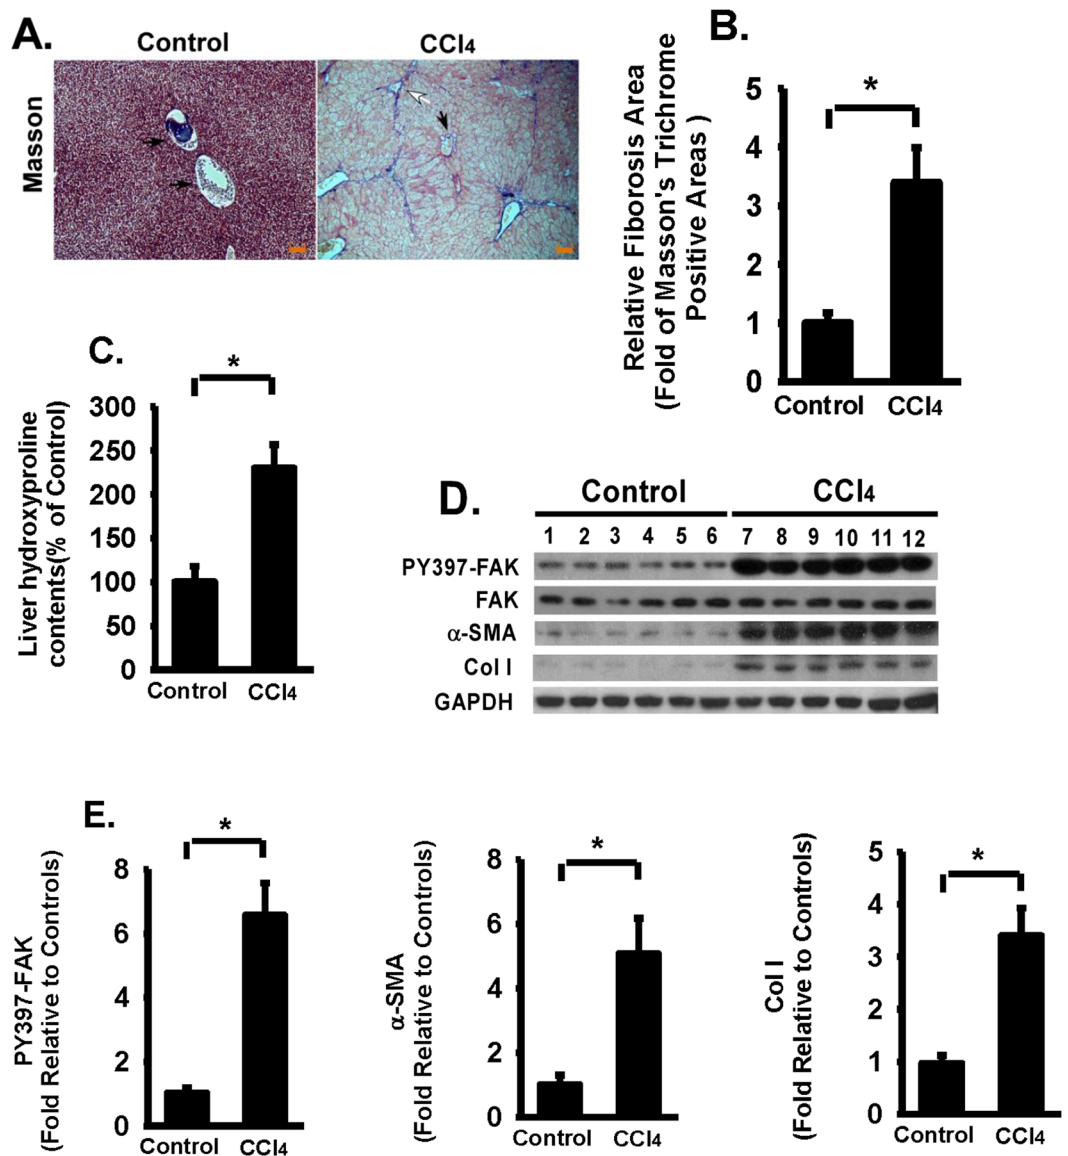 A.
Control
CCl4
Masson
B.
Relative Fiborosis Area
(Fold of Masson's Trichrome
Positive Areas )
5
4
3
2
1
0
*
Control
CCl4
C.
Liver hydroxyproline
contents(% of Control)
300
250
200
150
100
50
0
*
Control
CCl4
D.
Control
CCl4
1 2 3 4 5 6 7 8 9 10 11 12
PY397-FAK
FAK
α-SMA
Col I
GAPDH
E.
PY397-FAK
(Fold Relative to Controls)
8
6
4
2
0
*
Control
CCl4
α-SMA
(Fold Relative to Controls)
8
6
4
2
0
*
Control
CCl4
Col I
(Fold Relative to Controls)
5
4
3
2
1
0
*
Control
CCl4